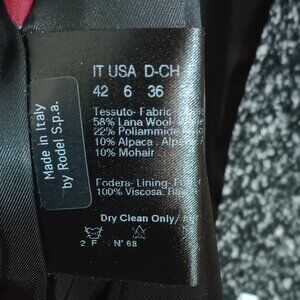 IT USA D-CH
42 6 36
Made in Italy
by Rodel S.p.a.
Tessuto- Fabric-
58% Lana Wool-
22% Poliammide
10% Alpaca
10% Mohair
Fodera- Lining-
100% Viscosa.
Dry Clean Only/
2 F N° 68